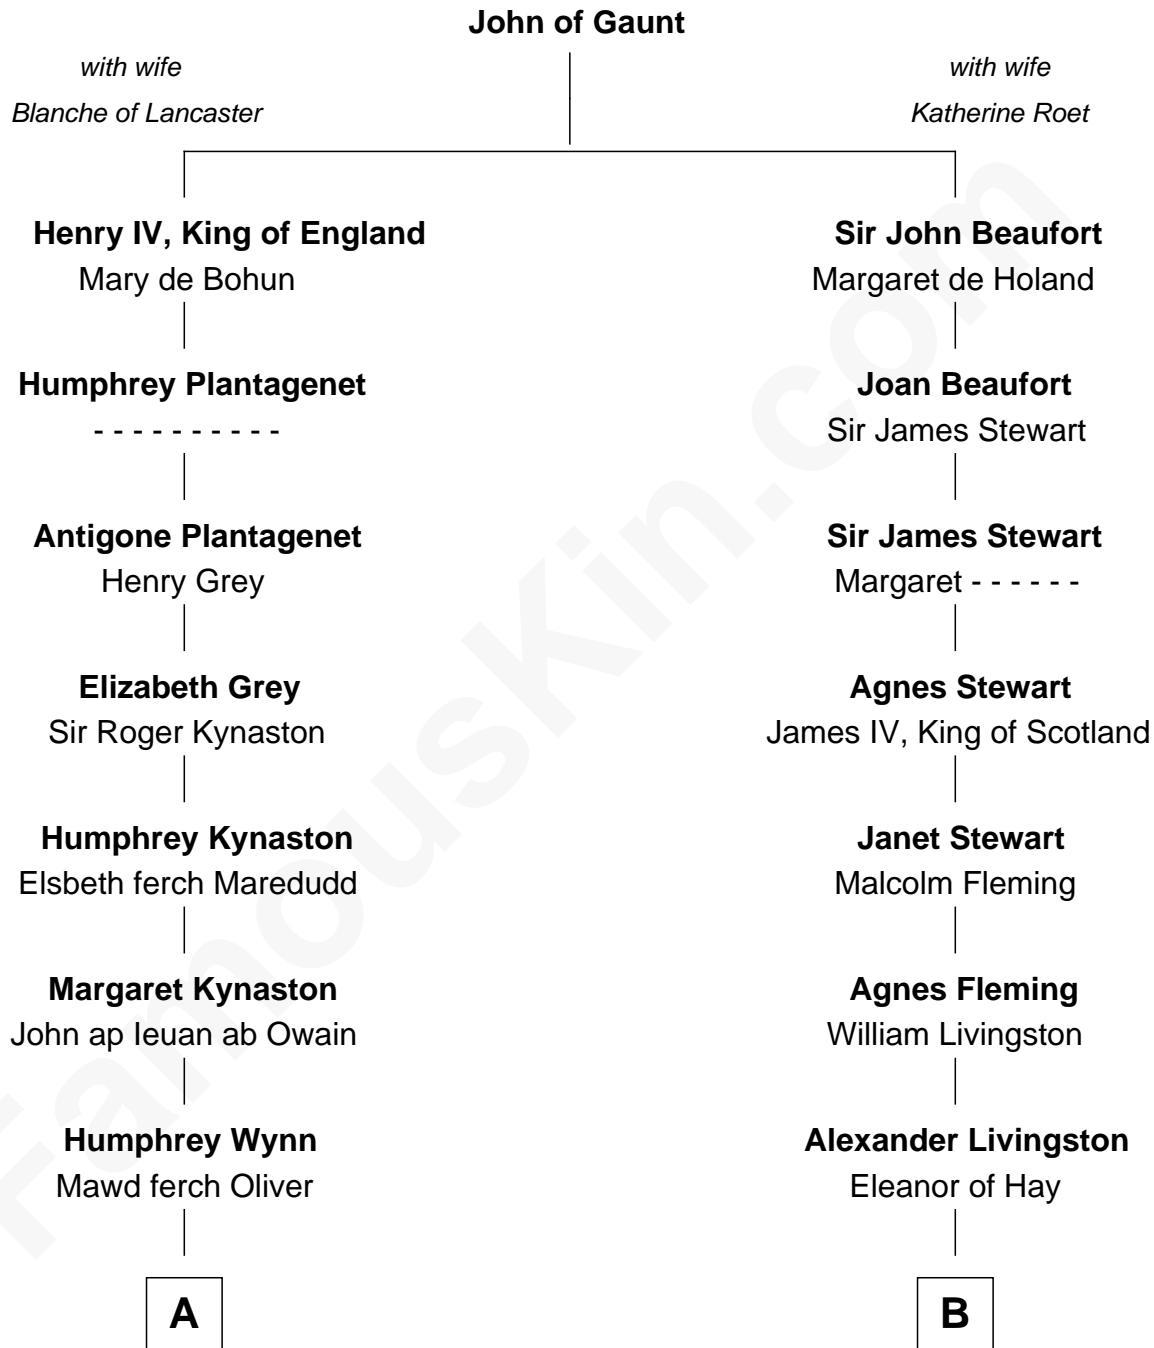 John of Gaunt
with wife
Blanche of Lancaster
with wife
Katherine Roet
Henry IV, King of England
Mary de Bohun
Sir John Beaufort
Margaret de Holand
Humphrey Plantagenet
- - - - - - - - - -
Joan Beaufort
Sir James Stewart
Antigone Plantagenet
Henry Grey
Sir James Stewart
Margaret - - - - - -
Elizabeth Grey
Sir Roger Kynaston
Agnes Stewart
James IV, King of Scotland
Humphrey Kynaston
Elsbeth ferch Maredudd
Janet Stewart
Malcolm Fleming
Margaret Kynaston
John ap Ieuan ab Owain
Agnes Fleming
William Livingston
Humphrey Wynn
Mawd ferch Oliver
Alexander Livingston
Eleanor of Hay
A
B
FamousKin.com